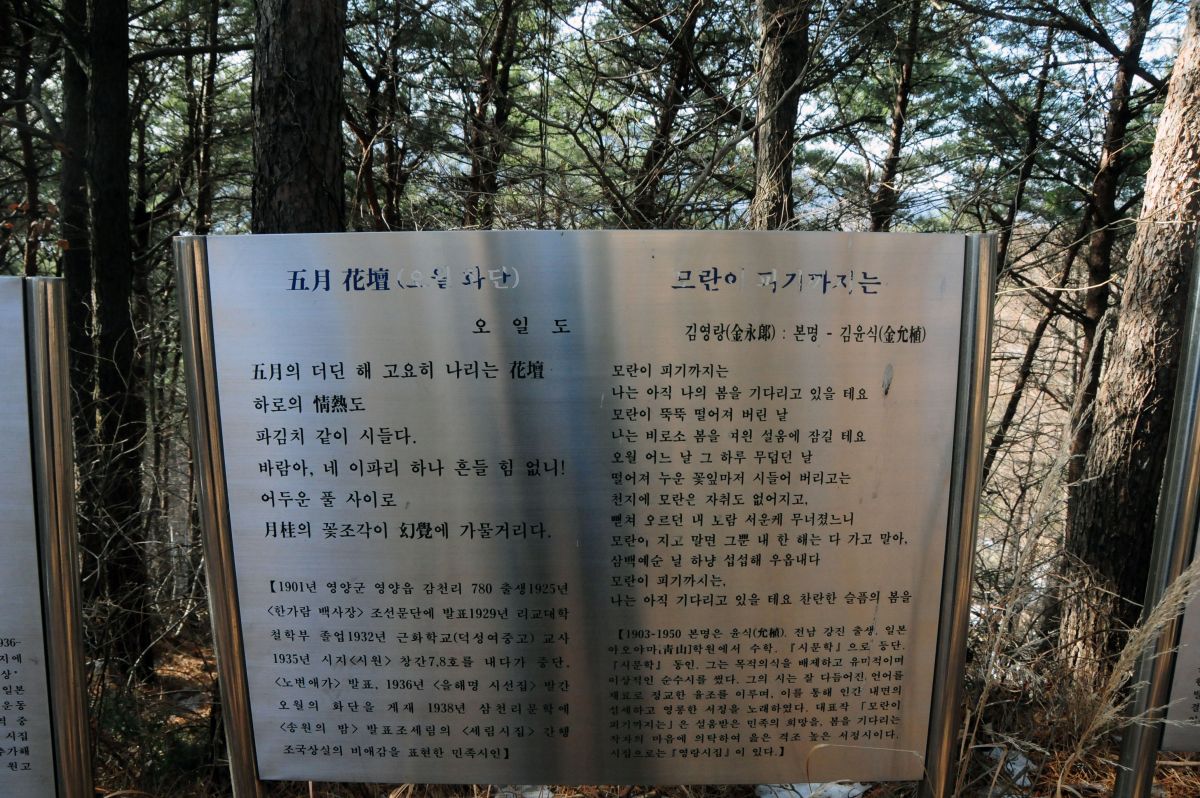 五月 花壇 (오월 화단)
오 일 도
五月의 더딘 해 고요히 나리는 花壇
하로의 情熱도
파김치 같이 시들다.
바람아, 네 이파리 하나 흔들 힘 없니!
어두운 풀 사이로
月桂의 꽃조각이 幻覺에 가물거리다.
【1901년 영양군 영양읍 감천리 780 출생1925년
<한가람 백사장> 조선문단에 발표1929년 리교대학
철학부 졸업1932년 근화학교(덕성여중고) 교사
1935년 시지<시원> 창간7,8호를 내다가 중단.
<노변애가> 발표, 1936년 <을해명 시선집> 발간
오월의 화단을 게재 1938년 삼천리문학에
<송원의 밤> 발표조세림의 <세림시집> 간행
조국상실의 비애감을 표현한 민족시인】
모란이 피기까지는
김영랑(金永郞) : 본명 - 김윤식(金允植)
모란이 피기까지는
나는 아직 나의 봄을 기다리고 있을 테요
모란이 뚝뚝 떨어져 버린 날
나는 비로소 봄을 여윈 설움에 잠길 테요
오월 어느 날 그 하루 무덥던 날
떨어져 누운 꽃잎마저 시들어 버리고는
천지에 모란은 자취도 없어지고,
뻗쳐 오르던 내 보람 서운케 무너졌느니
모란이 지고 말면 그뿐 내 한 해는 다 가고 말아,
삼백예순 날 하냥 섭섭해 우옵내다
모란이 피기까시는,
나는 아직 기다리고 있을 테요 찬란한 슬픔의 봄을
【1903-1950 본명은 윤식(允植). 전남 강진 출생. 일본
아오야마[靑山]학원에서 수학. 『시문학』으로 등단.
『시문학』 동인. 그는 목적의식을 배제하고 유미적이며
이상적인 순수시를 썼다. 그의 시는 잘 다듬어진 언어를
재료로 정교한 율조를 이루며, 이를 통해 인간 내면의
섬세하고 영롱한 서정을 노래하였다. 대표작 『모란이
피기까지는』은 설움받은 민족의 희망을, 봄을 기다리는
작자의 마음에 의탁하여 읊은 격조 높은 서정시이다.
시집으로는『영랑시집』이 있다.】
936-
지에
상"
일본
운동
력 중
시집
추가해
원고